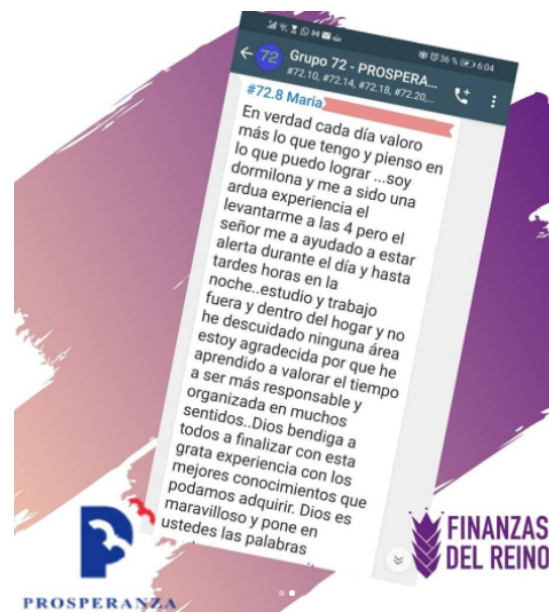 36 % 6:04
72
Grupo 72 - PROSPERA...
#72.10, #72.14, #72.18, #72.20,...
#72.8 Maria
En verdad cada día valoro
más lo que tengo y pienso en
lo que puedo lograr ...soy
dormilona y me a sido una
ardua experiencia el
levantarme a las 4 pero el
señor me a ayudado a estar
alerta durante el día y hasta
tardes horas en la
noche..estudio y trabajo
fuera y dentro del hogar y no
he descuidado ninguna área
estoy agradecida por que he
aprendido a valorar el tiempo
a ser más responsable y
organizada en muchos
sentidos..Dios bendiga a
todos a finalizar con esta
grata experiencia con los
mejores conocimientos que
podamos adquirir. Dios es
maravilloso y pone en
ustedes las palabras
PROSPERANZA
FINANZAS
DEL REINO